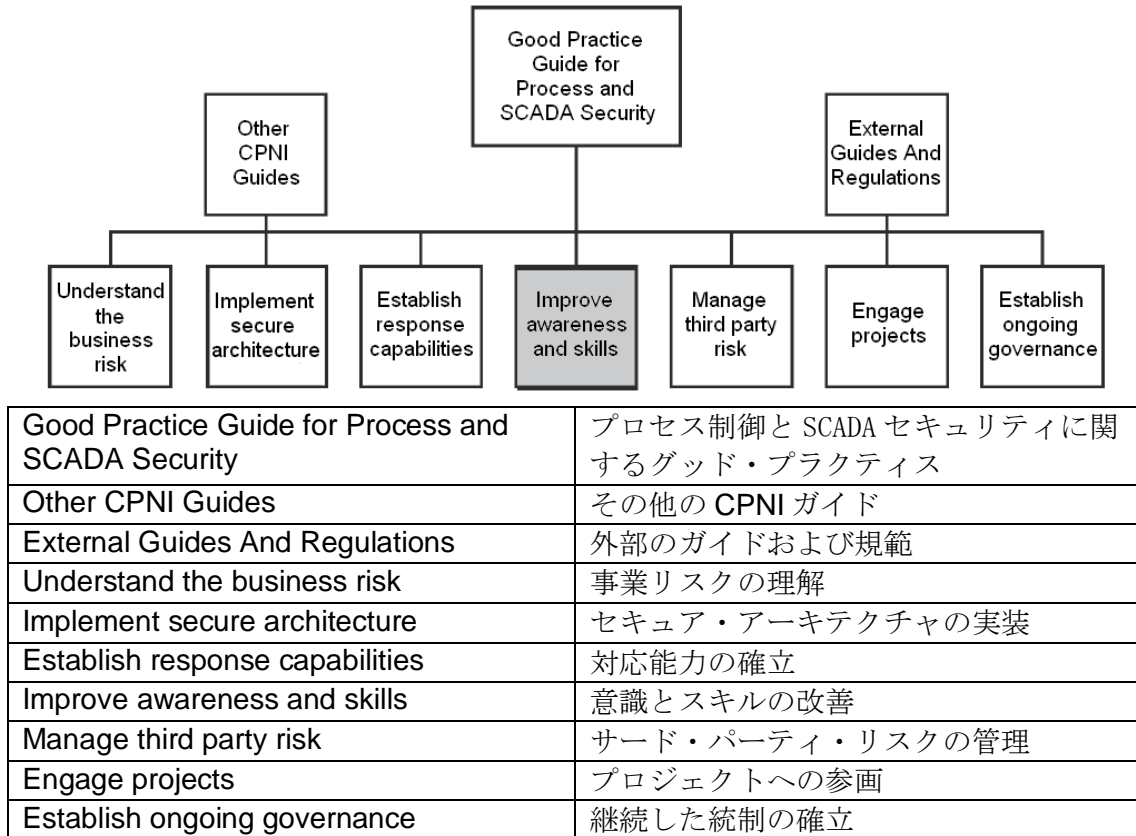 Good Practice
Guide for
Process and
SCADA Security
Other
CPNI
Guides
External
Guides And
Regulations
Understand
the
business
risk
Implement
secure
architecture
Establish
response
capabilities
Improve
awareness
and skills
Manage
third party
risk
Engage
projects
Establish
ongoing
governance
Good Practice Guide for Process and
SCADA Security
プロセス制御と SCADA セキュリティに関
するグッド・プラクティス
Other CPNI Guides
その他の CPNI ガイド
External Guides And Regulations
外部のガイドおよび規範
Understand the business risk
事業リスクの理解
Implement secure architecture
セキュア・アーキテクチャの実装
Establish response capabilities
対応能力の確立
Improve awareness and skills
意識とスキルの改善
Manage third party risk
サード・パーティ・リスクの管理
Engage projects
プロジェクトへの参画
Establish ongoing governance
継続した統制の確立